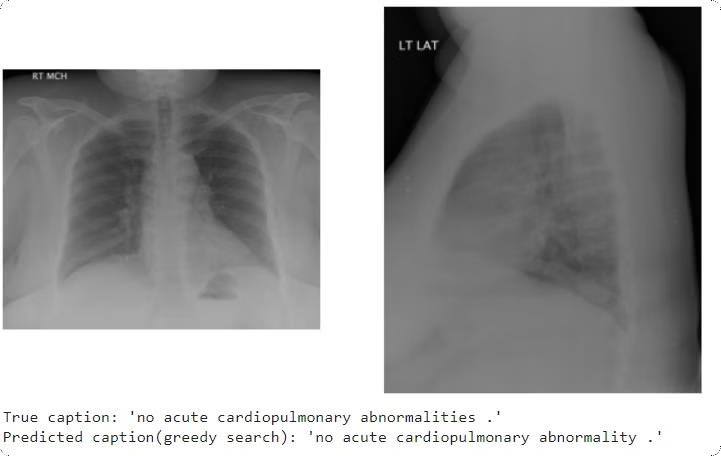 RT MCH
LT LAT
True caption: 'no acute cardiopulmonary abnormalities .'
Predicted caption(greedy search): 'no acute cardiopulmonary abnormality .'